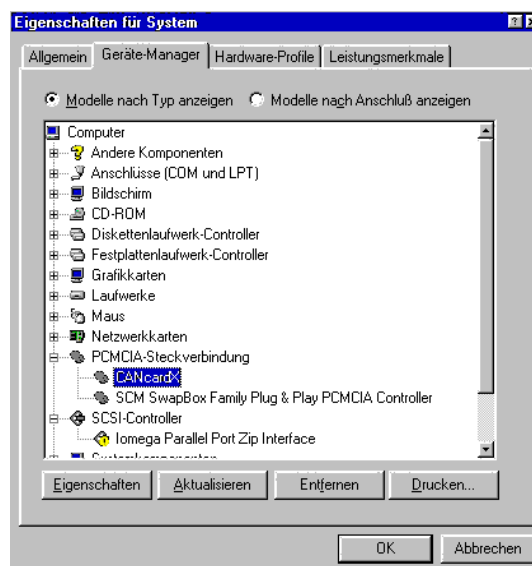 Eigenschaften für System
Allgemein Geräte-Manager Hardware-Profile Leistungsmerkmale
Modelle nach Typ anzeigen Modelle nach Anschluß anzeigen
Computer
Andere Komponenten
Anschlüsse (COM und LPT)
Bildschirm
CD-ROM
Diskettenlaufwerk-Controller
Festplattenlaufwerk-Controller
Grafikkarten
Laufwerke
Maus
Netzwerkkarten
PCMCIA-Steckverbindung
CANcardX
SCM SwapBox Family Plug & Play PCMCIA Controller
SCSI-Controller
Iomega Parallel Port Zip Interface
Systemkomponenten
Eigenschaften Aktualisieren Entfernen Drucken...
OK Abbrechen